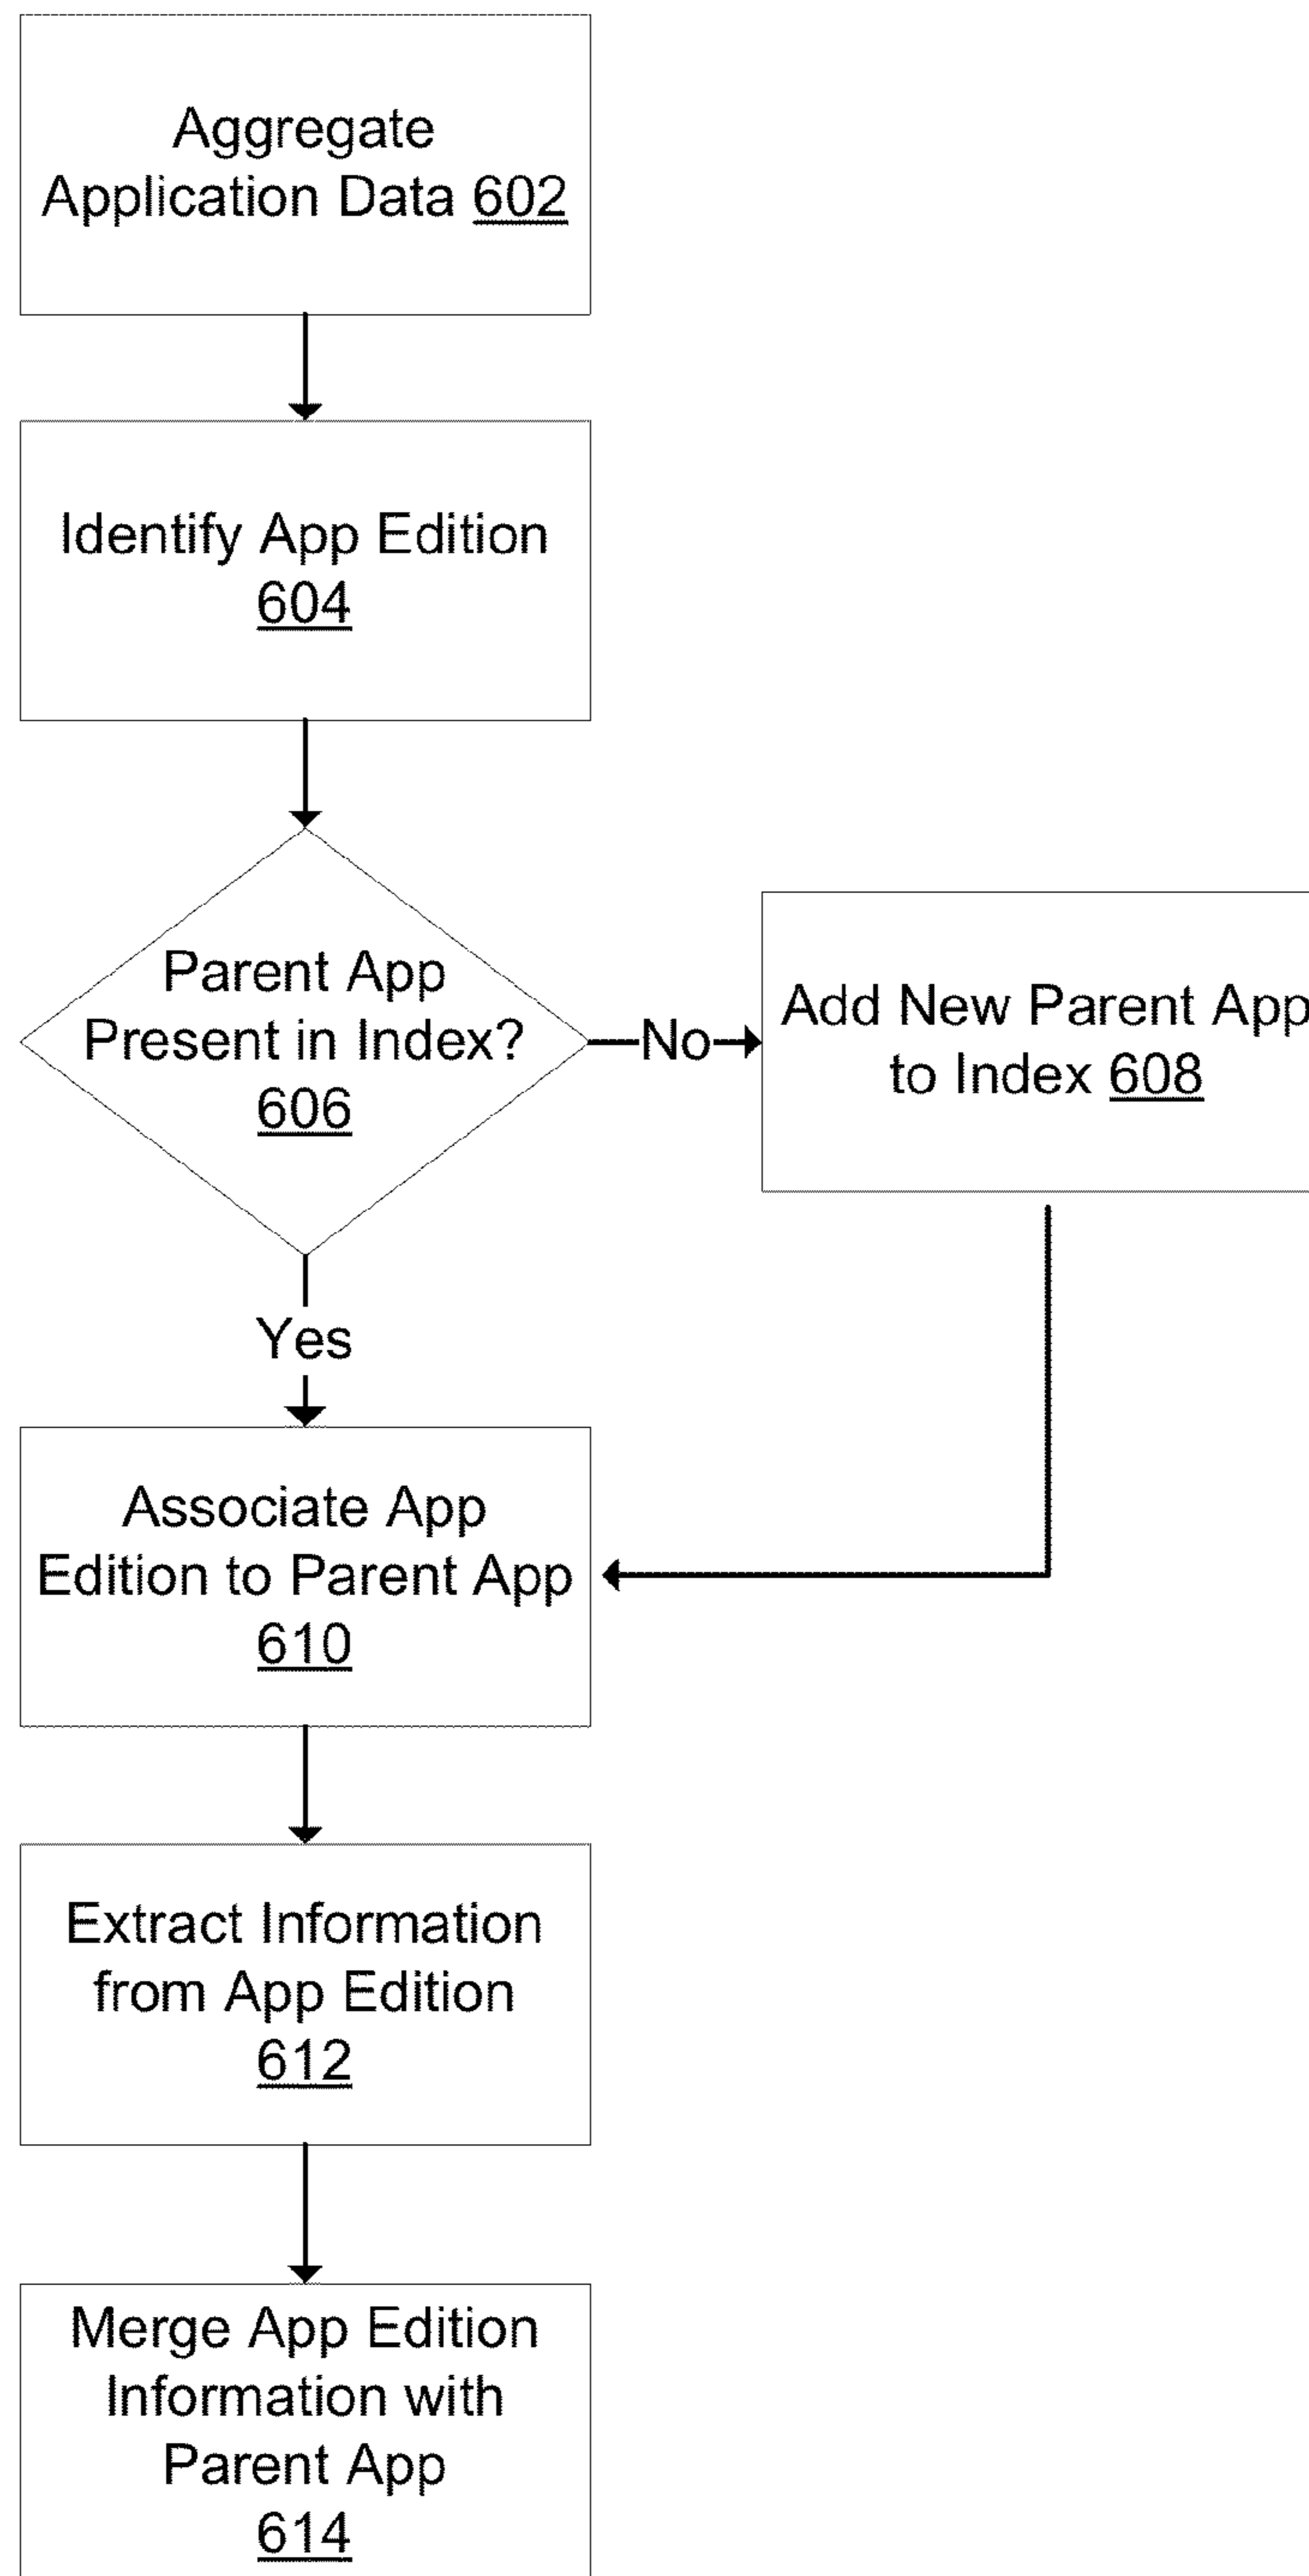 Aggregate
Application Data 602
Identify App Edition
604
Parent App
Present in Index?
606
No
Add New Parent App
to Index 608
Yes
Associate App
Edition to Parent App
610
Extract Information
from App Edition
612
Merge App Edition
Information with
Parent App
614